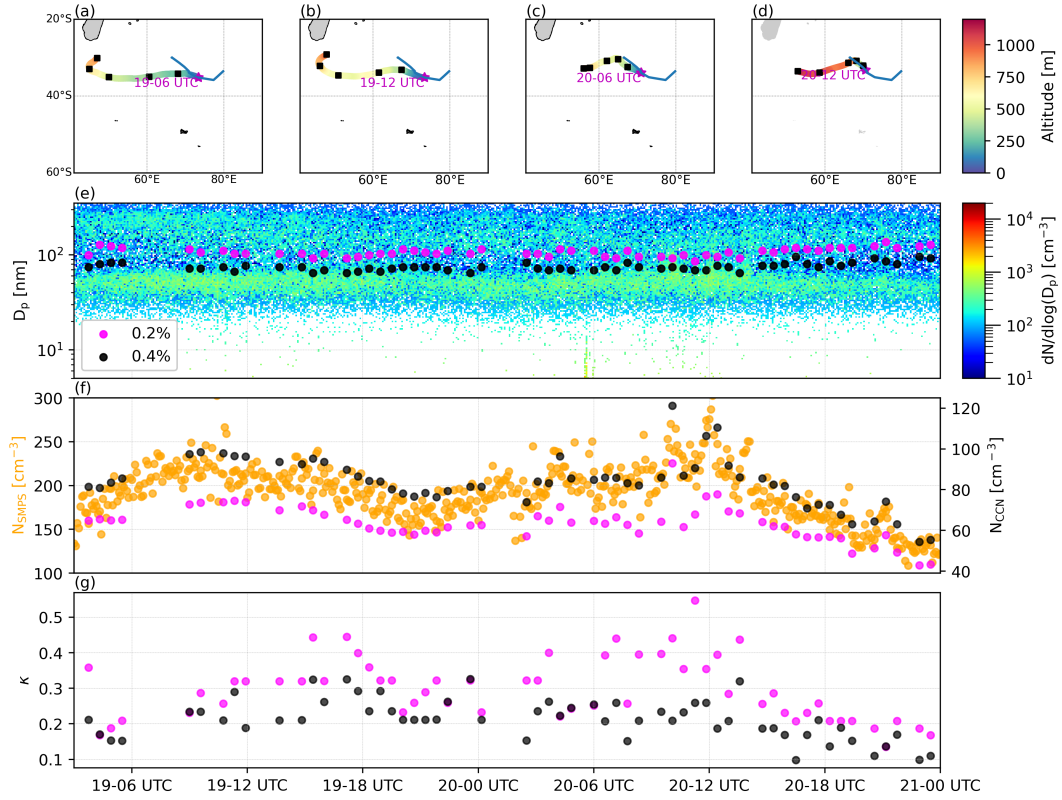 (a) (b) (c) (d)
20°S
40°S
60°S
19-06 UTC
19-12 UTC
20-06 UTC
20-12 UTC
60°E 80°E 60°E 80°E 60°E 80°E 60°E 80°E
1000
750
500
250
0
Altitude [m]
(e)
10²
10¹
Dₚ [nm]
0.2%
0.4%
10⁴
10³
10²
10¹
dN/dlog(Dₚ) [cm⁻³]
(f)
300
250
200
150
100
N_SMPS [cm⁻³]
120
100
80
60
40
N_CCN [cm⁻³]
(g)
0.5
0.4
0.3
0.2
0.1
κ
19-06 UTC 19-12 UTC 19-18 UTC 20-00 UTC 20-06 UTC 20-12 UTC 20-18 UTC 21-00 UTC